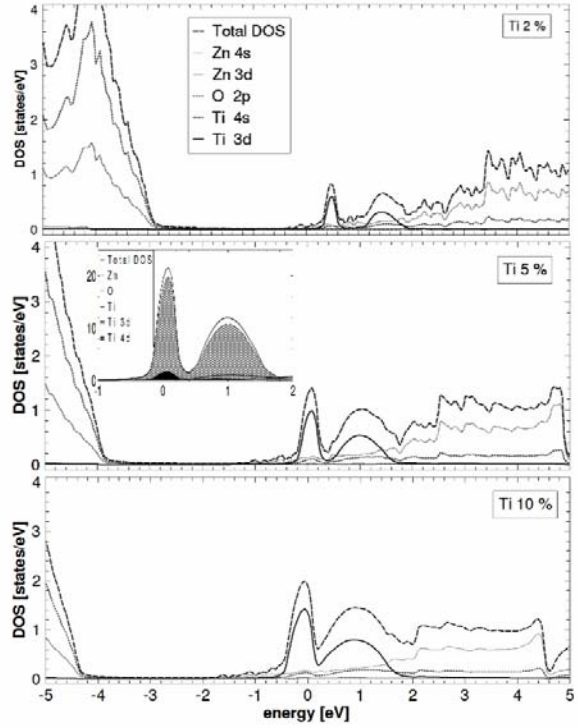 DOS [states/eV]
4
3
2
1
0
Total DOS
Zn 4s
Zn 3d
O 2p
Ti 4s
Ti 3d
Ti 2 %
DOS [states/eV]
4
3
2
1
0
20
10
0
Total DOS
Zn
O
Ti
Ti 3d
Ti 4d
-1 0 1 2
Ti 5 %
DOS [states/eV]
4
3
2
1
0
Ti 10 %
-5 -4 -3 -2 -1 0 1 2 3 4 5
energy [eV]